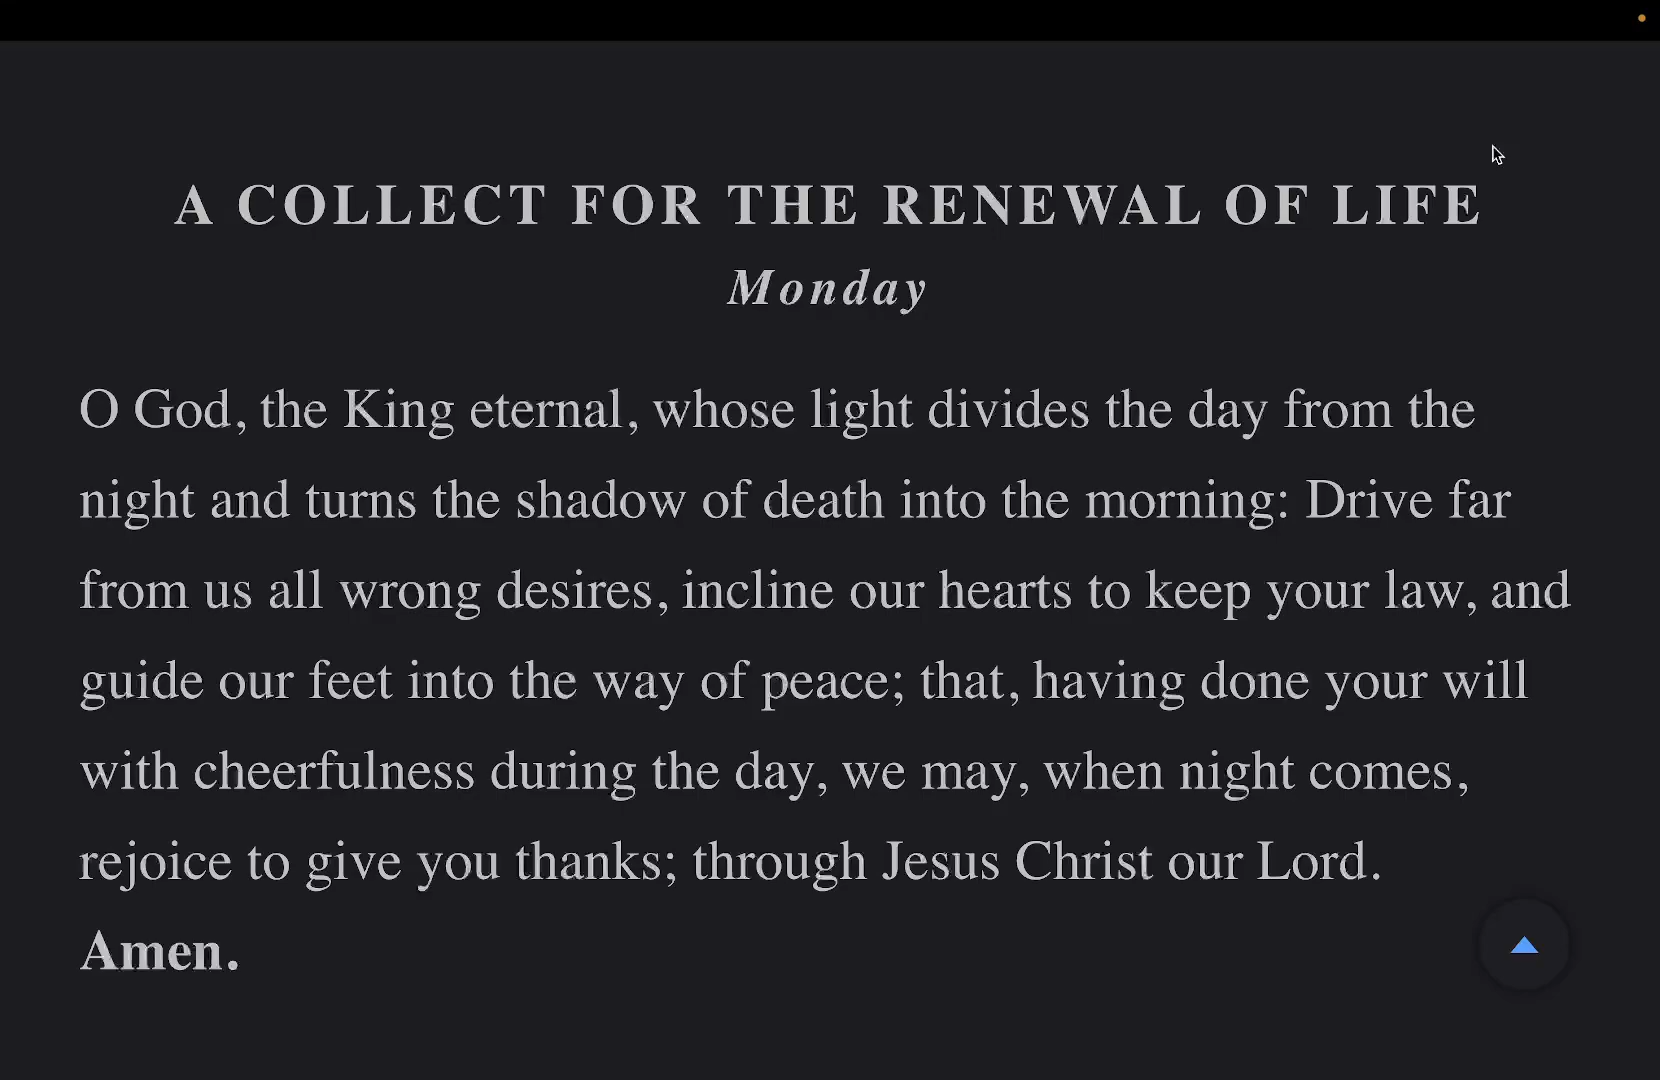 A COLLECT FOR THE RENEWAL OF LIFE
Monday
O God, the King eternal, whose light divides the day from the
night and turns the shadow of death into the morning: Drive far
from us all wrong desires, incline our hearts to keep your law, and
guide our feet into the way of peace; that, having done your will
with cheerfulness during the day, we may, when night comes,
rejoice to give you thanks; through Jesus Christ our Lord.
Amen.